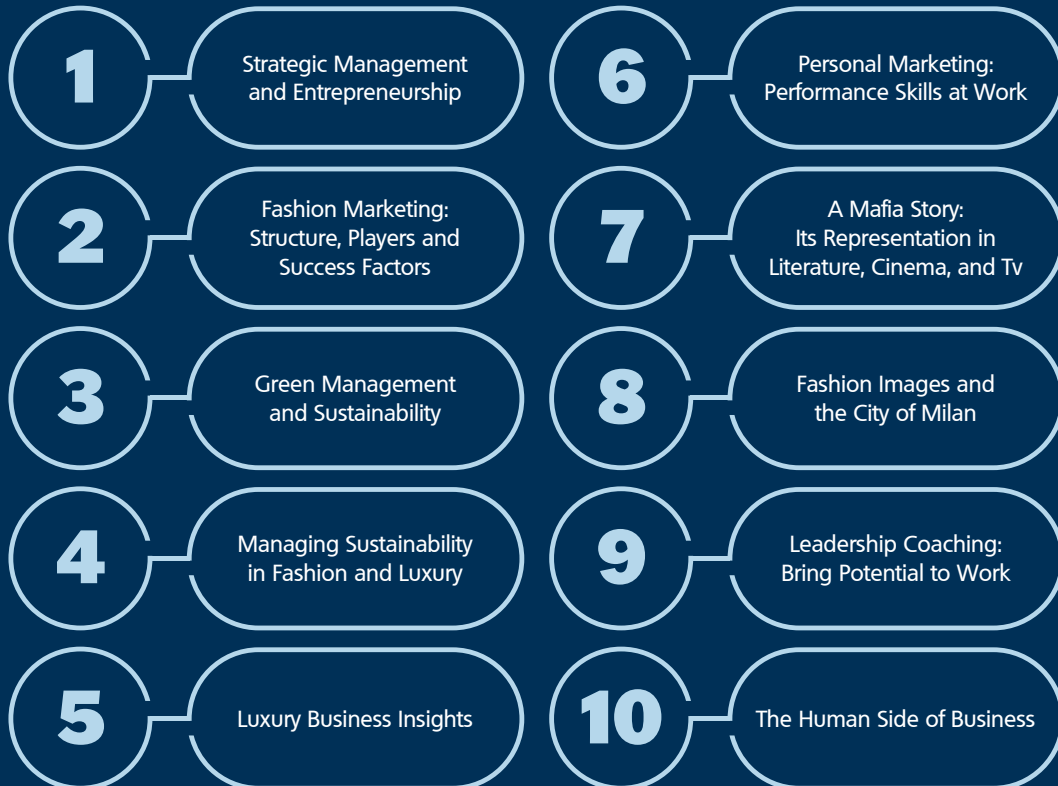 1
Strategic Management
and Entrepreneurship
2
Fashion Marketing:
Structure, Players and
Success Factors
3
Green Management
and Sustainability
4
Managing Sustainability
in Fashion and Luxury
5
Luxury Business Insights
6
Personal Marketing:
Performance Skills at Work
7
A Mafia Story:
Its Representation in
Literature, Cinema, and Tv
8
Fashion Images and
the City of Milan
9
Leadership Coaching:
Bring Potential to Work
10
The Human Side of Business